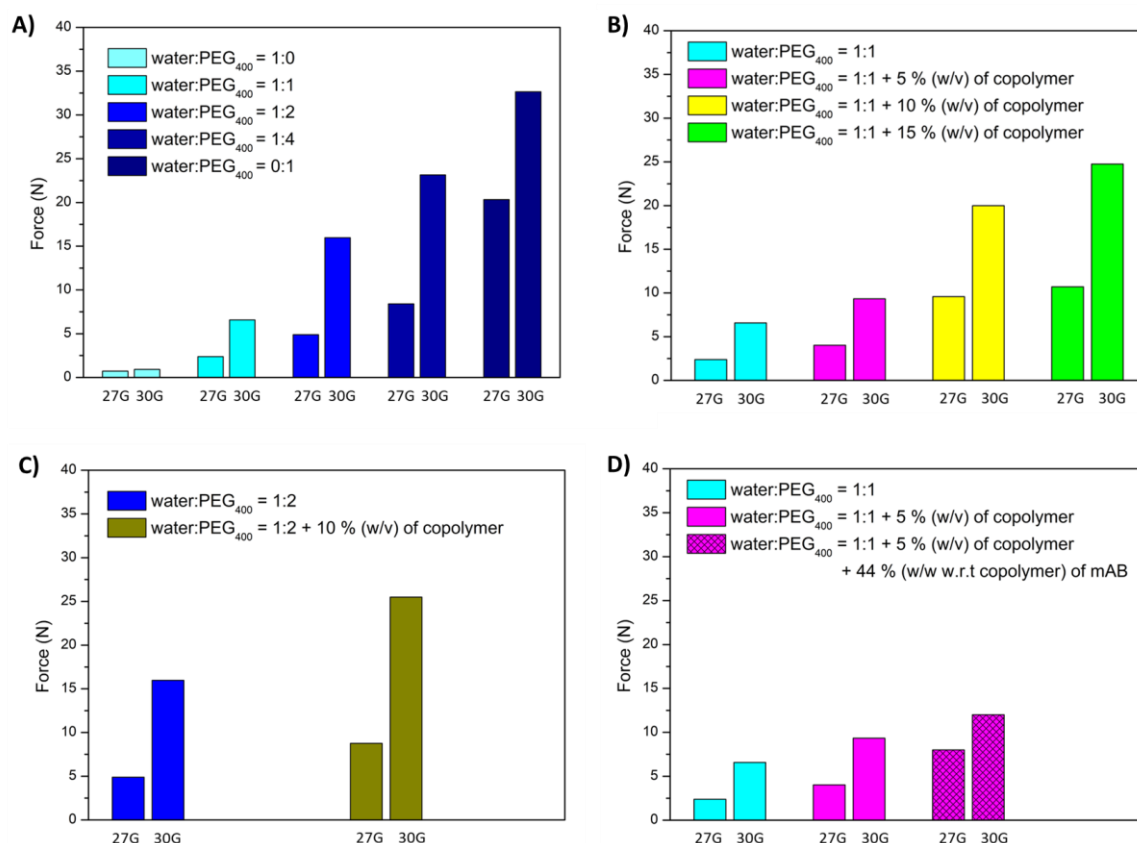 A)
40
35
30
25
20
15
10
5
0
Force (N)
water:PEG400 = 1:0
water:PEG400 = 1:1
water:PEG400 = 1:2
water:PEG400 = 1:4
water:PEG400 = 0:1
27G 30G 27G 30G 27G 30G 27G 30G 27G 30G
B)
40
35
30
25
20
15
10
5
0
Force (N)
water:PEG400 = 1:1
water:PEG400 = 1:1 + 5 % (w/v) of copolymer
water:PEG400 = 1:1 + 10 % (w/v) of copolymer
water:PEG400 = 1:1 + 15 % (w/v) of copolymer
27G 30G 27G 30G 27G 30G 27G 30G
C)
40
35
30
25
20
15
10
5
0
Force (N)
water:PEG400 = 1:2
water:PEG400 = 1:2 + 10 % (w/v) of copolymer
27G 30G 27G 30G
D)
40
35
30
25
20
15
10
5
0
Force (N)
water:PEG400 = 1:1
water:PEG400 = 1:1 + 5 % (w/v) of copolymer
water:PEG400 = 1:1 + 5 % (w/v) of copolymer
+ 44 % (w/w w.r.t copolymer) of mAB
27G 30G 27G 30G 27G 30G